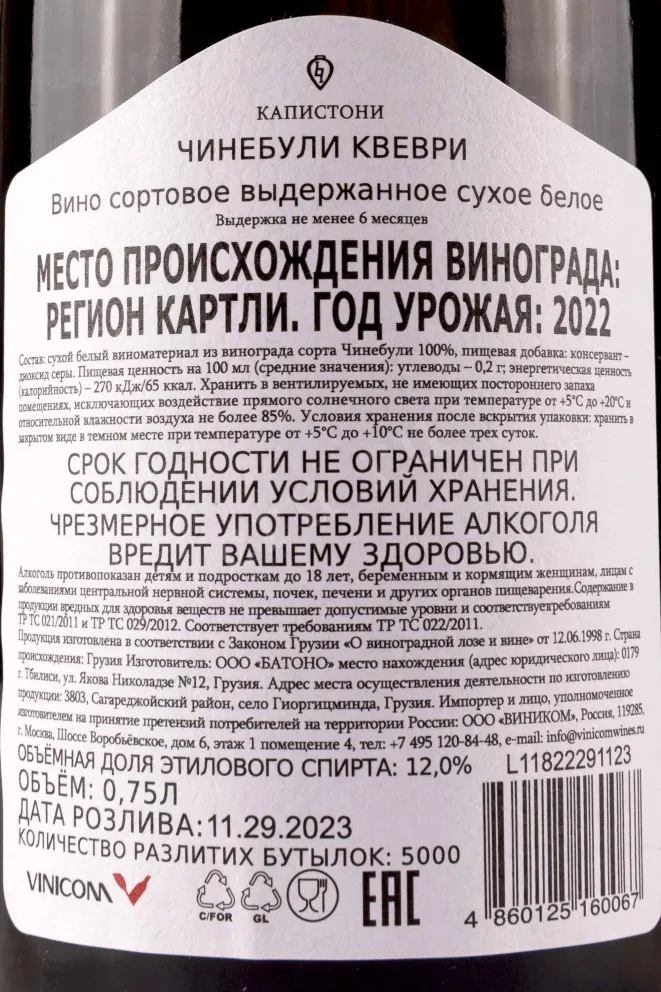 КАПИСТОНИ
ЧИНЕБУЛИ КВЕВРИ
Вино сортовое выдержанное сухое белое
Выдержка не менее 6 месяцев
МЕСТО ПРОИСХОЖДЕНИЯ ВИНОГРАДА:
РЕГИОН КАРТЛИ. ГОД УРОЖАЯ: 2022
Состав: сухой белый виноматериал из винограда сорта Чинебули 100%, пищевая добавка: консервант –
диоксид серы. Пищевая ценность на 100 мл (средние значения): углеводы – 0,2 г; энергетическая ценность
(калорийность) – 270 кДж/65 ккал. Хранить в вентилируемых, не имеющих постороннего запаха
помещениях, исключающих воздействие прямого солнечного света при температуре от +5°С до +20°С и
относительной влажности воздуха не более 85%. Условия хранения после вскрытия упаковки: хранить в
закрытом виде в темном месте при температуре от +5°С до +10°С не более трех суток.
СРОК ГОДНОСТИ НЕ ОГРАНИЧЕН ПРИ
СОБЛЮДЕНИИ УСЛОВИЙ ХРАНЕНИЯ.
ЧРЕЗМЕРНОЕ УПОТРЕБЛЕНИЕ АЛКОГОЛЯ
ВРЕДИТ ВАШЕМУ ЗДОРОВЬЮ.
Алкоголь противопоказан детям и подросткам до 18 лет, беременным и кормящим женщинам, лицам с
заболеваниями центральной нервной системы, почек, печени и других органов пищеварения.Содержание в
продукции вредных для здоровья веществ не превышает допустимые уровни и соответствуетребованиям
ТР ТС 021/2011 и ТР ТС 029/2012. Соответствует требованиям ТР ТС 022/2011.
Продукция изготовлена в соответствии с Законом Грузии «О виноградной лозе и вине» от 12.06.1998 г. Страна
происхождения: Грузия Изготовитель: ООО «БАТОНО» место нахождения (адрес юридического лица): 0179
г. Тбилиси, ул. Якова Николадзе №12, Грузия. Адрес места осуществления деятельности по изготовлению
продукции: 3803, Сагареджойский район, село Гиоргицминда, Грузия. Импортер и лицо, уполномоченное
изготовителем на принятие претензий потребителей на территории России: ООО «ВИНИКОМ», Россия, 119285,
г. Москва, Шоссе Воробьёвское, дом 6, этаж 1 помещение 4, тел: +7 495 120-84-48, e-mail: info@vinicomwines.ru
ОБЪЁМНАЯ ДОЛЯ ЭТИЛОВОГО СПИРТА: 12,0% L11822291123
ОБЪЁМ: 0,75Л
ДАТА РОЗЛИВА: 11.29.2023
КОЛИЧЕСТВО РАЗЛИТИХ БУТЫЛОК: 5000
VINICOM
C/FOR GL EAC
4 860125 160067